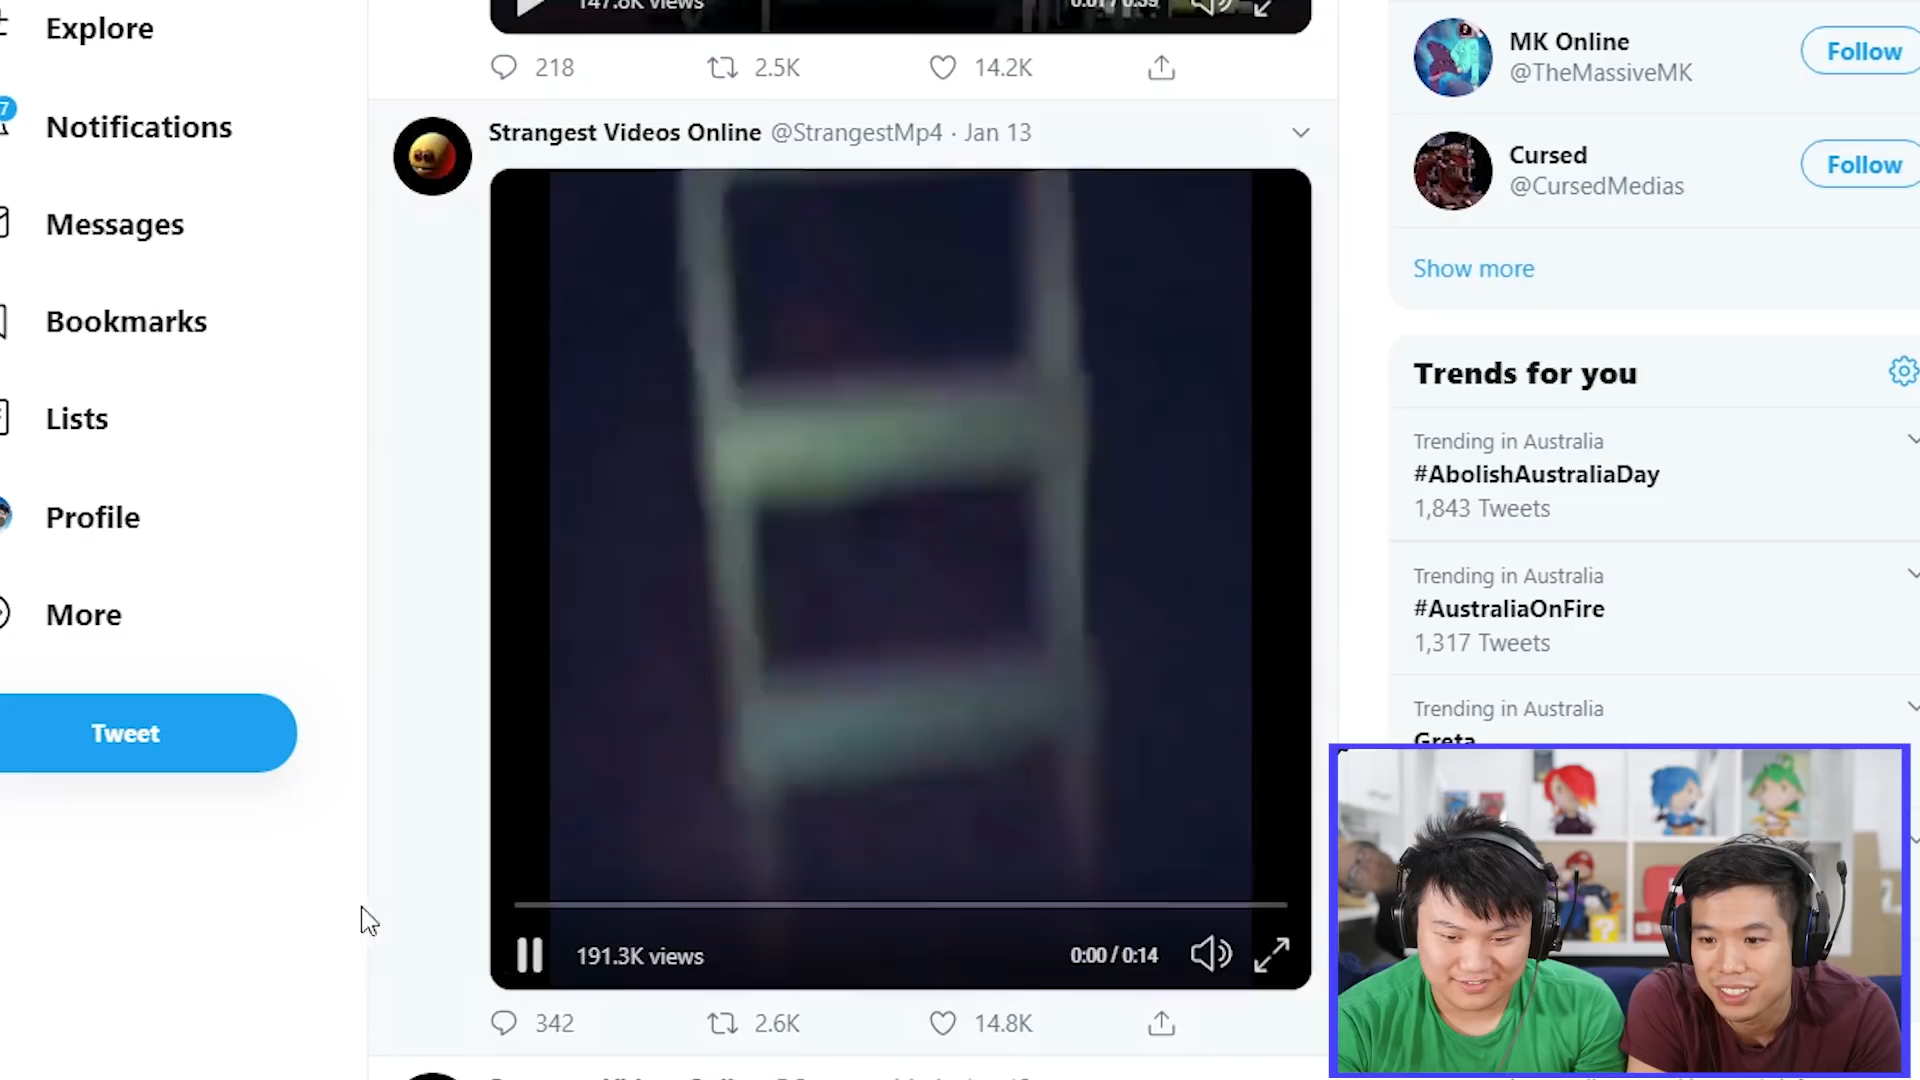 Explore
7
Notifications
Messages
Bookmarks
Lists
Profile
More
Tweet
147.8K views
0:01 / 0:39
218
2.5K
14.2K
Strangest Videos Online @StrangestMp4 · Jan 13
191.3K views
0:00 / 0:14
342
2.6K
14.8K
MK Online
@TheMassiveMK
Follow
Cursed
@CursedMedias
Follow
Show more
Trends for you
Trending in Australia
#AbolishAustraliaDay
1,843 Tweets
Trending in Australia
#AustraliaOnFire
1,317 Tweets
Trending in Australia
Greta